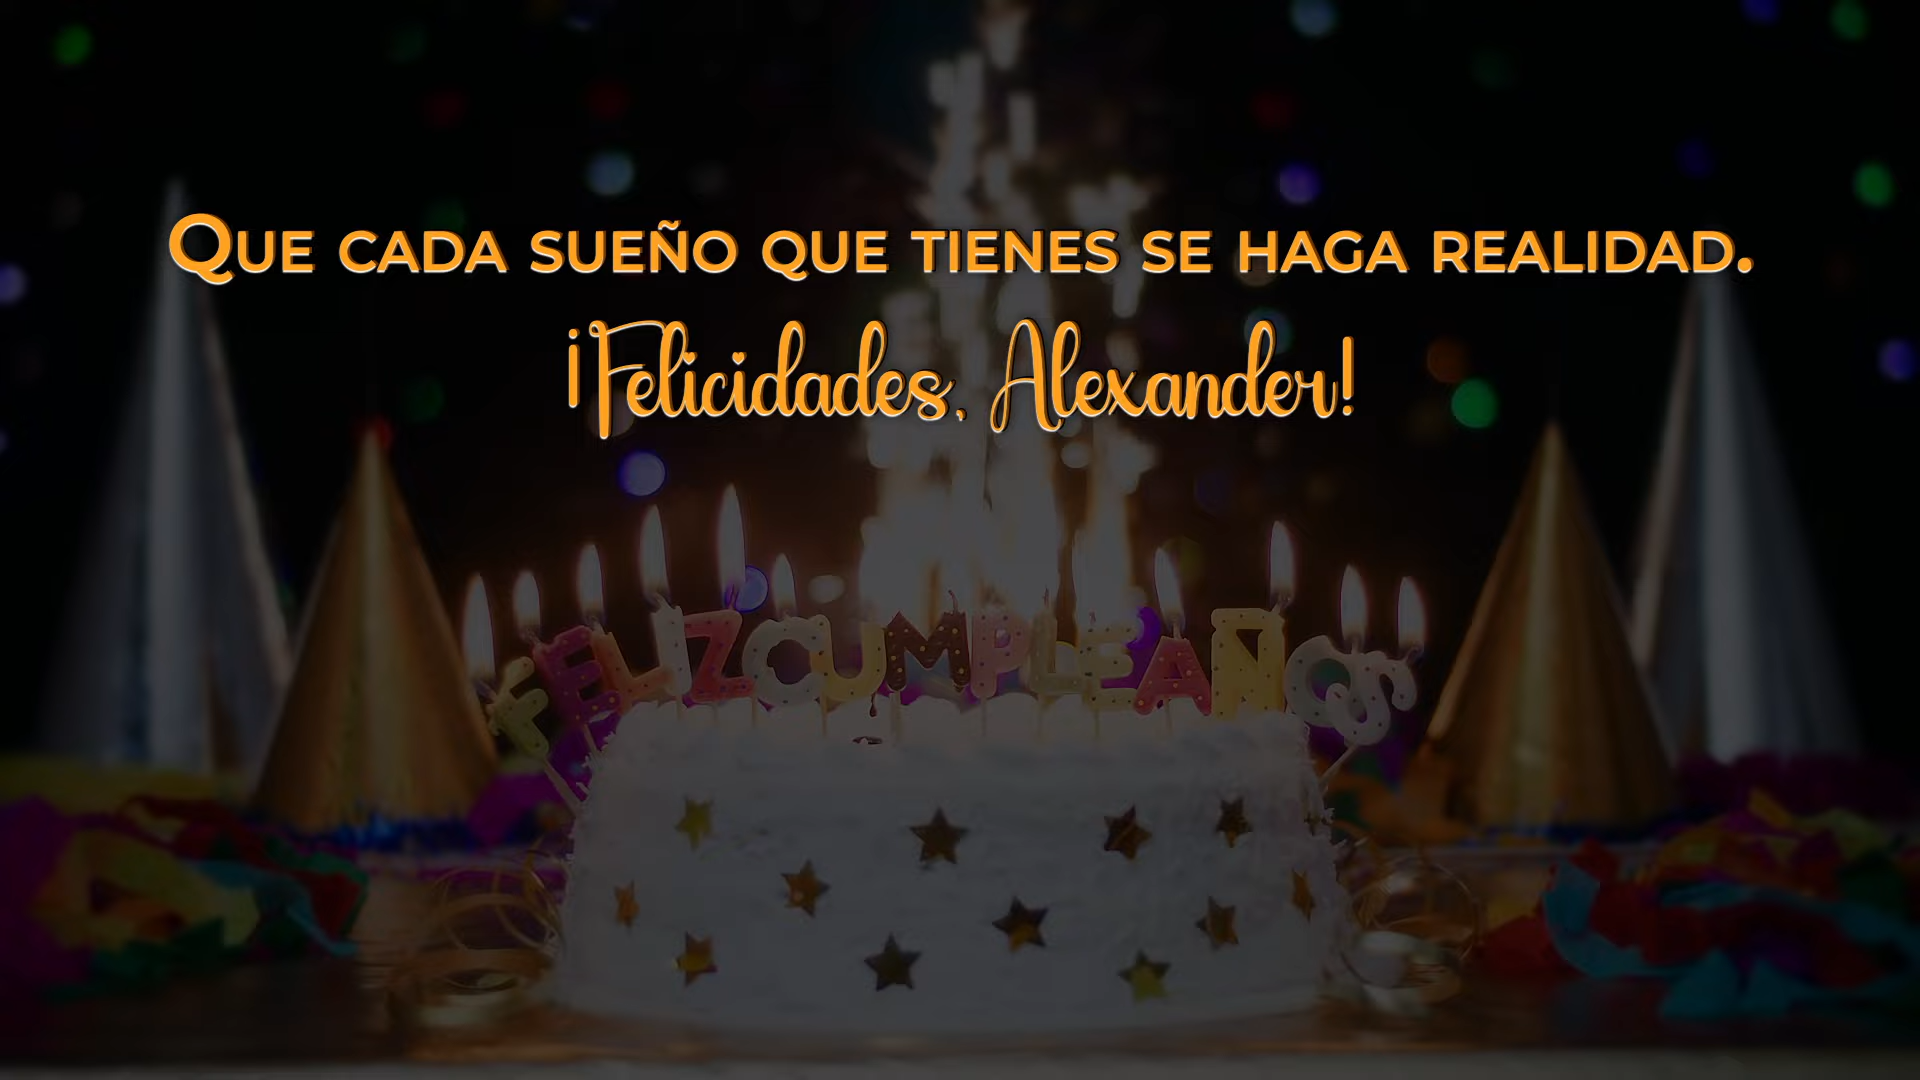 Que cada sueño que tienes se haga realidad.
¡Felicidades, Alexander!
FELIZ CUMPLEAÑOS